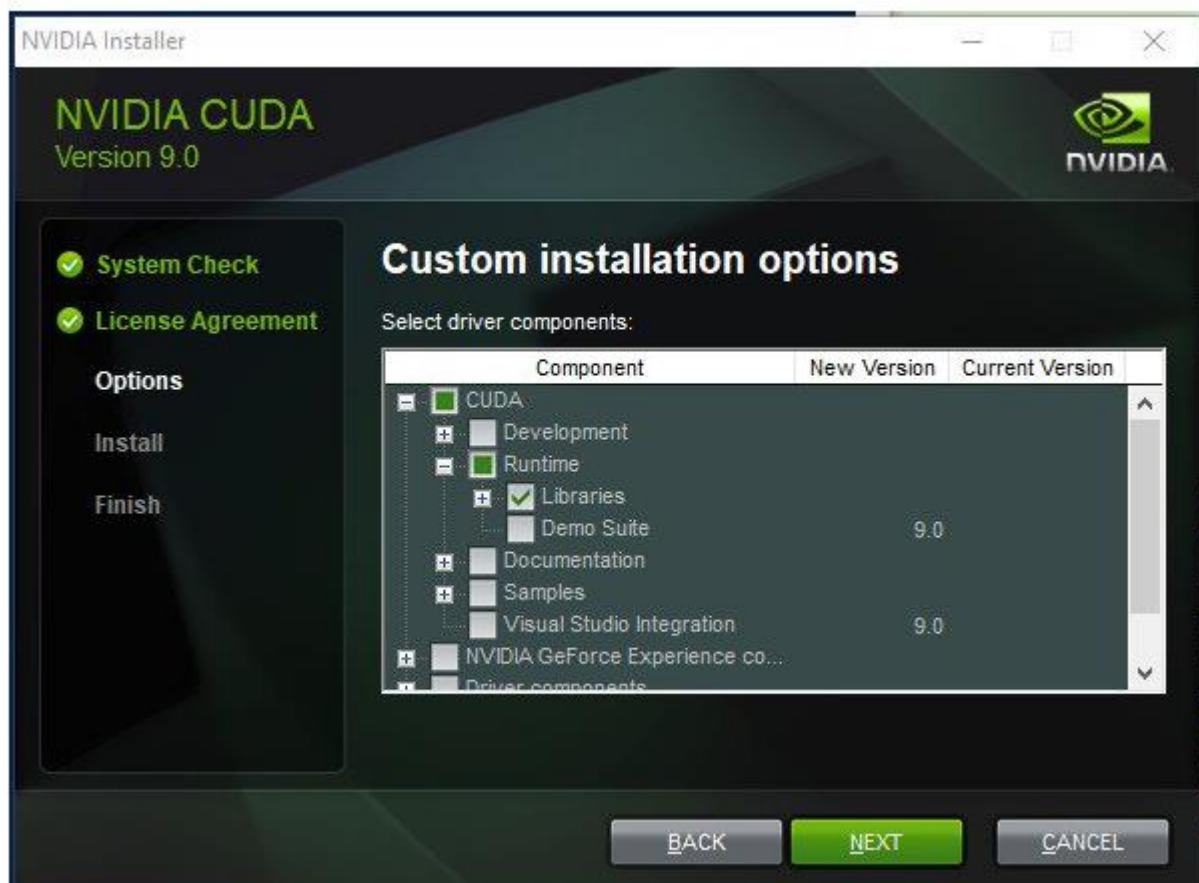 NVIDIA Installer
NVIDIA CUDA
Version 9.0
NVIDIA
System Check
License Agreement
Options
Install
Finish
Custom installation options
Select driver components:
Component New Version Current Version
CUDA
Development
Runtime
Libraries
Demo Suite 9.0
Documentation
Samples
Visual Studio Integration 9.0
NVIDIA GeForce Experience co...
Driver components
BACK NEXT CANCEL